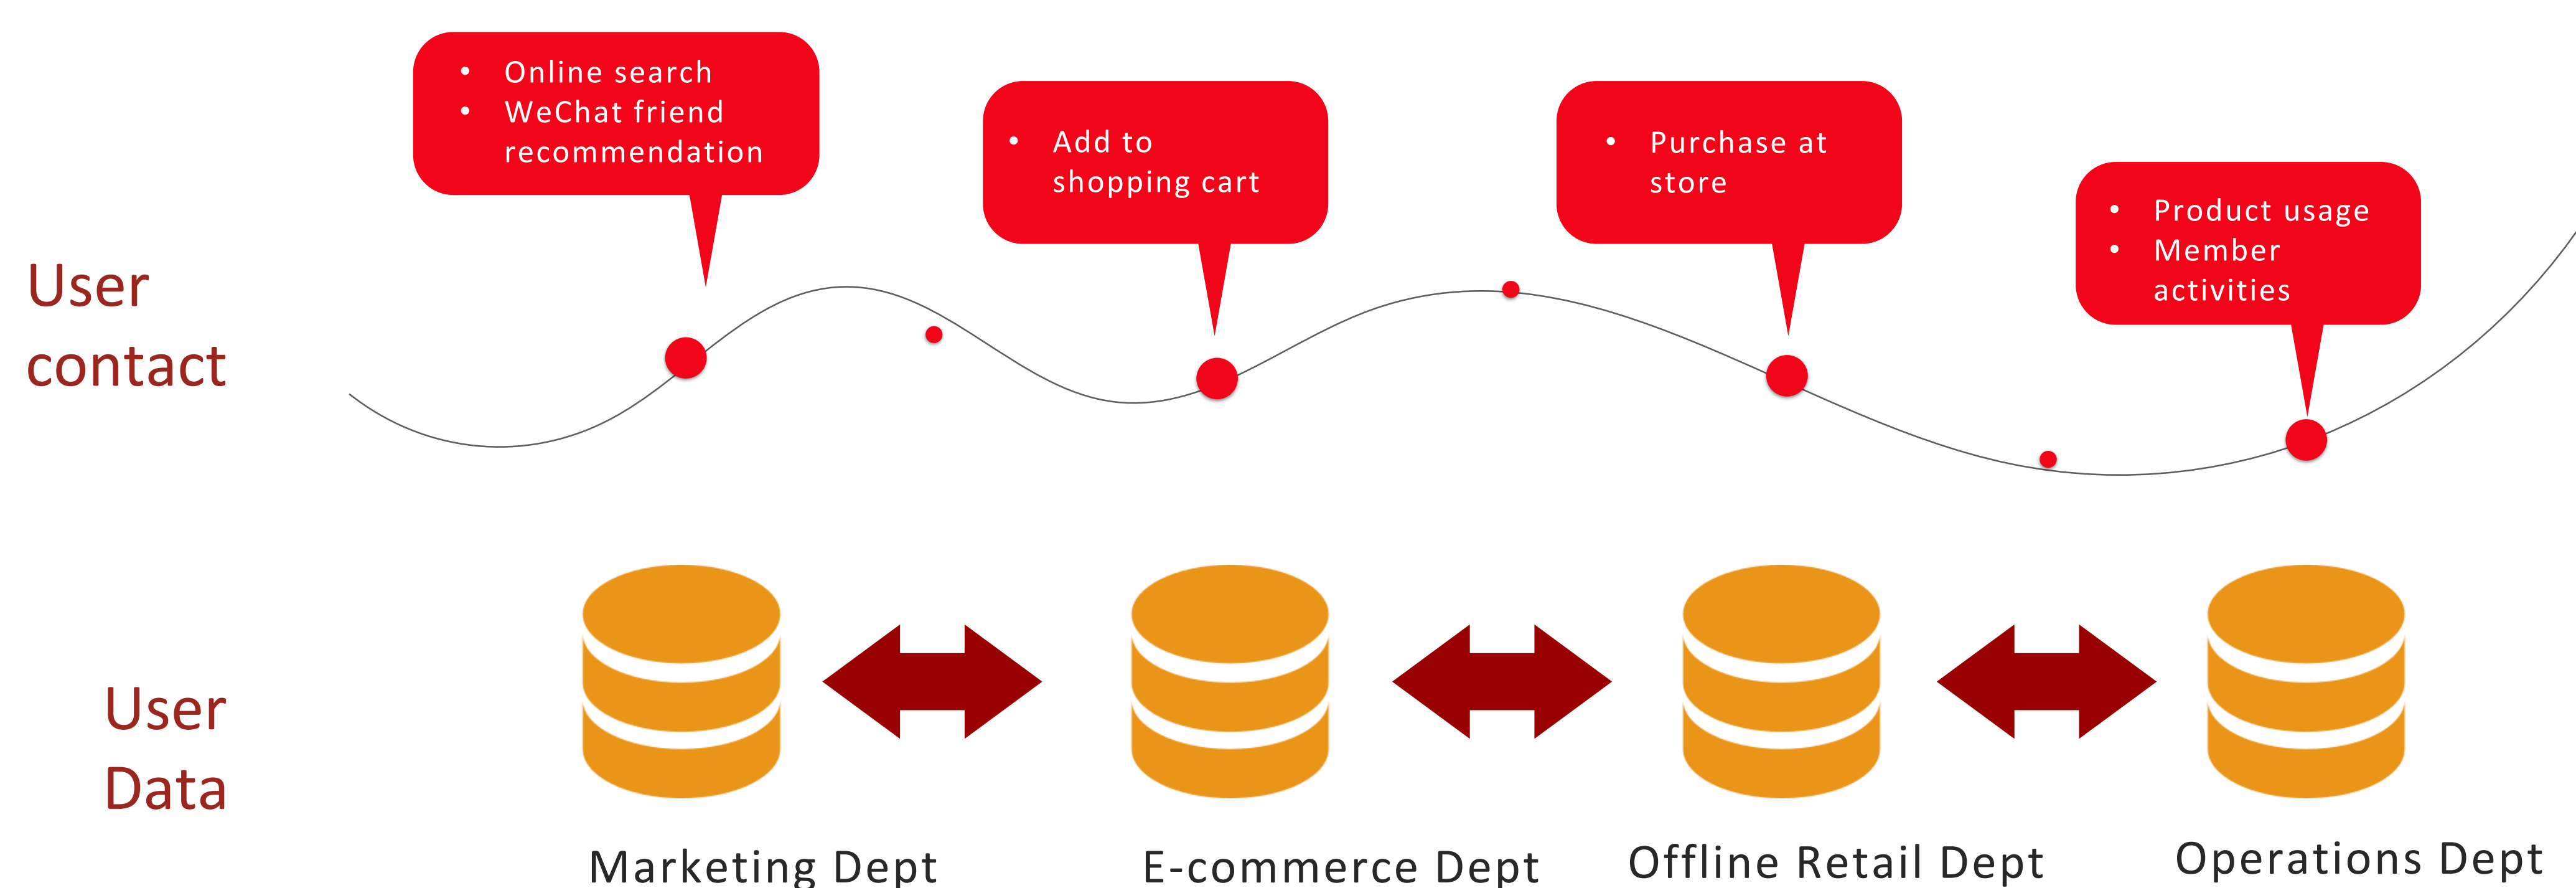 • Online search
• WeChat friend
recommendation
• Add to
shopping cart
• Purchase at
store
• Product usage
• Member
activities
User
contact
User
Data
Marketing Dept
E-commerce Dept
Offline Retail Dept
Operations Dept